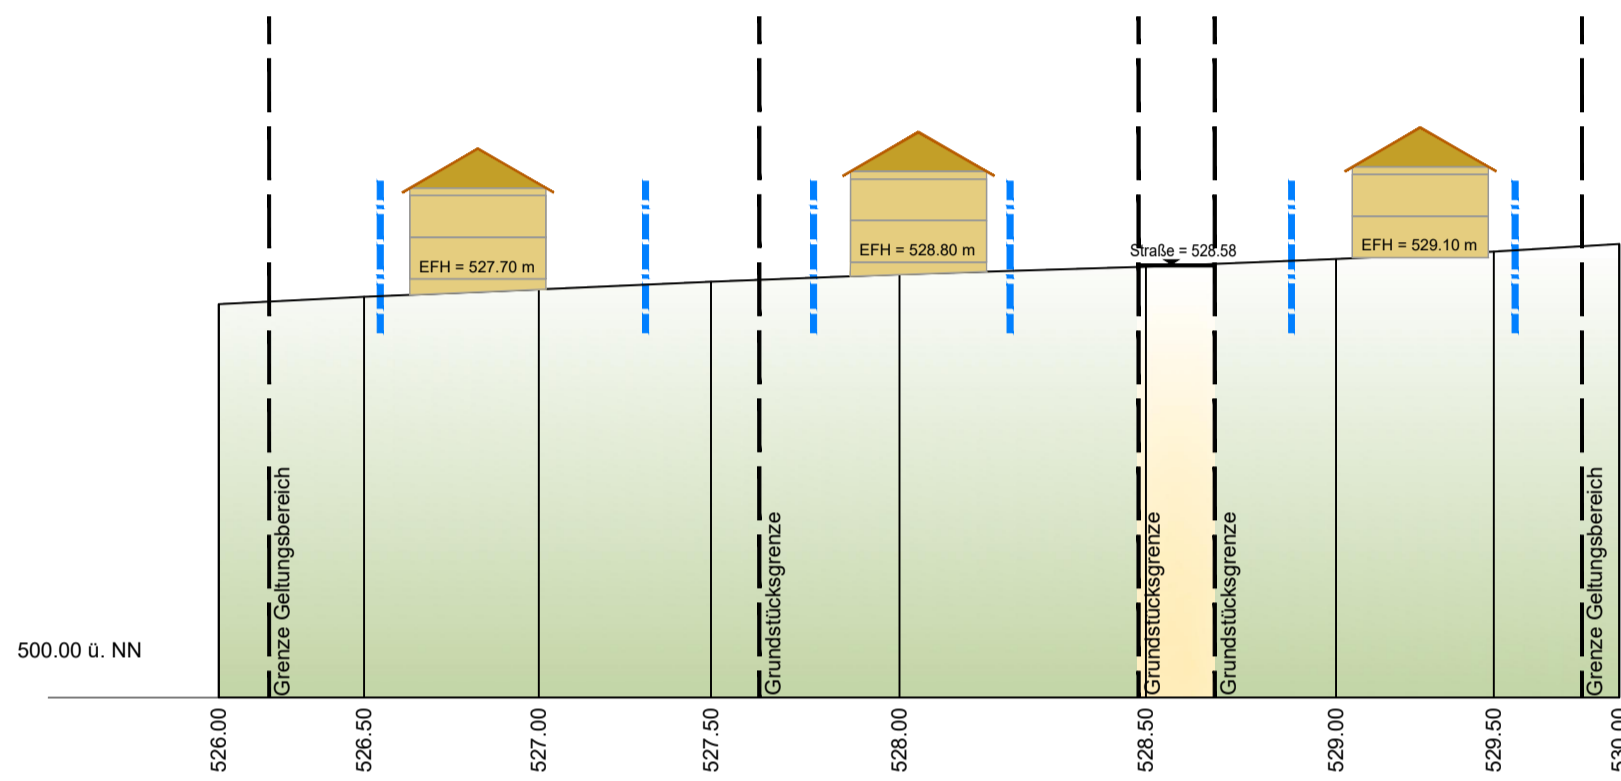 Straße = 528.58
EFH = 527.70 m
EFH = 528.80 m
EFH = 529.10 m
Grenze Geltungsbereich
Grundstücksgrenze
Grundstücksgrenze
Grundstücksgrenze
Grenze Geltungsbereich
500.00 ü. NN
526.00
526.50
527.00
527.50
528.00
528.50
529.00
529.50
530.00